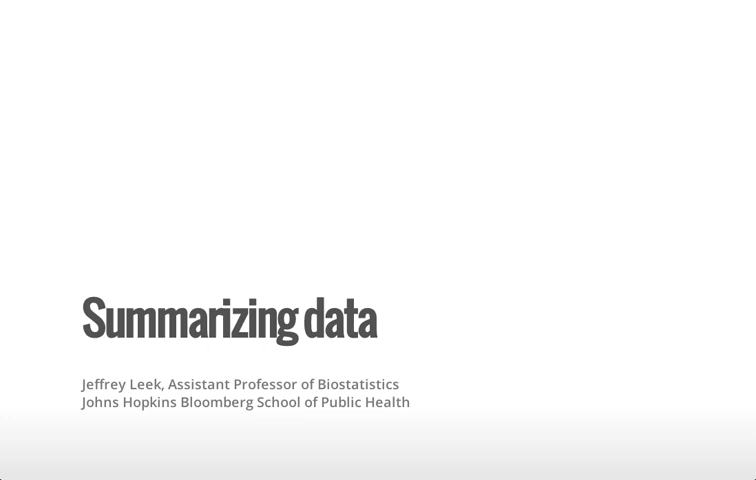 Summarizing data
Jeffrey Leek, Assistant Professor of Biostatistics
Johns Hopkins Bloomberg School of Public Health